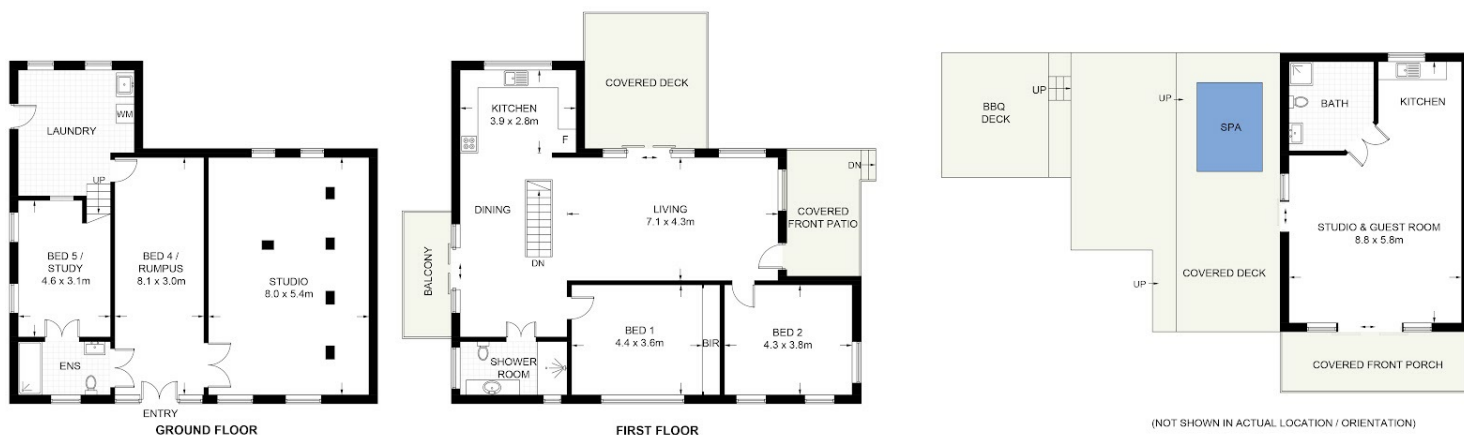 LAUNDRY
WM
UP
BED 5 /
STUDY
4.6 x 3.1m
BED 4 /
RUMPUS
8.1 x 3.0m
STUDIO
8.0 x 5.4m
ENS
ENTRY
GROUND FLOOR
COVERED DECK
KITCHEN
3.9 x 2.8m
F
DINING
DN
LIVING
7.1 x 4.3m
DN
COVERED
FRONT PATIO
BALCONY
BED 1
4.4 x 3.6m
BIR
BED 2
4.3 x 3.8m
SHOWER
ROOM
FIRST FLOOR
BBQ
DECK
UP
UP
SPA
BATH
KITCHEN
STUDIO & GUEST ROOM
8.8 x 5.8m
UP
COVERED DECK
COVERED FRONT PORCH
(NOT SHOWN IN ACTUAL LOCATION / ORIENTATION)